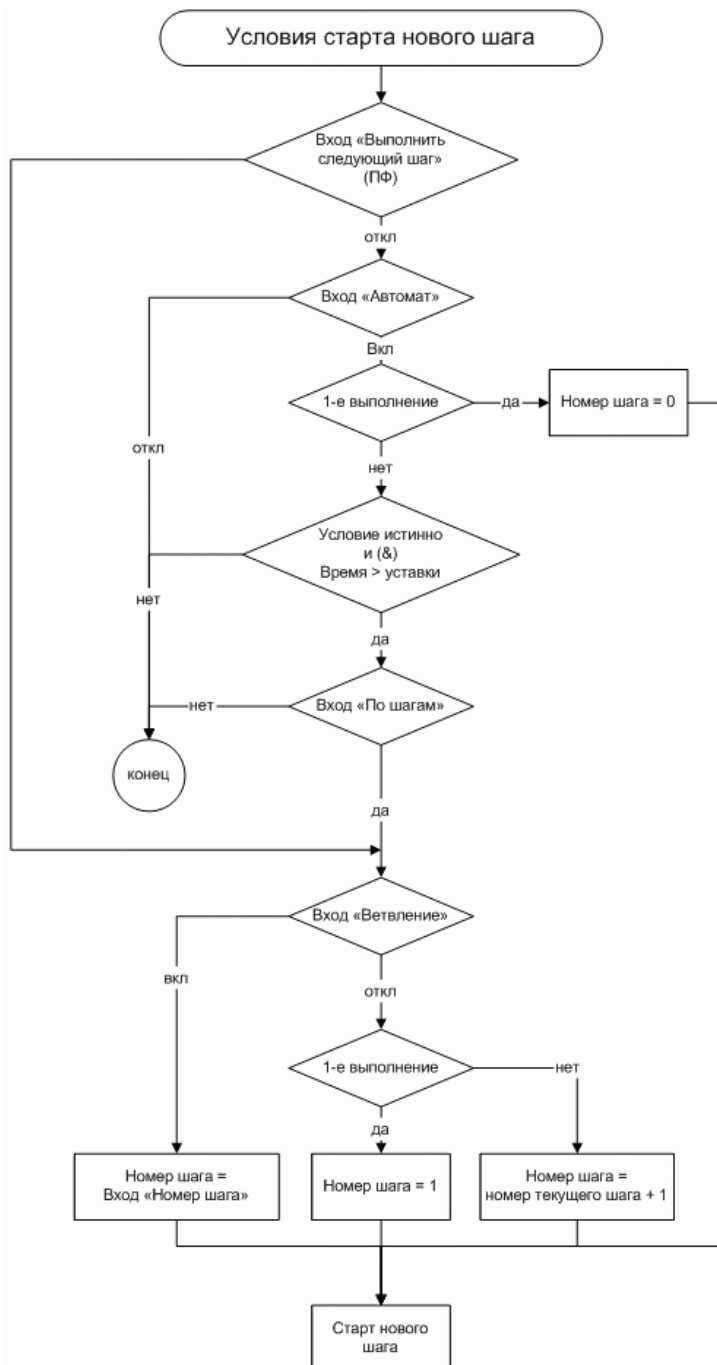 Условия старта нового шага
Вход «Выполнить
следующий шаг»
(ПФ)
откл
Вход «Автомат»
Вкл
1-е выполнение
да
Номер шага = 0
откл
нет
Условие истинно
и (&)
Время > уставки
нет
да
Вход «По шагам»
нет
конец
да
Вход «Ветвление»
вкл
откл
1-е выполнение
нет
да
Номер шага =
Вход «Номер шага»
Номер шага = 1
Номер шага =
номер текущего шага + 1
Старт нового
шага